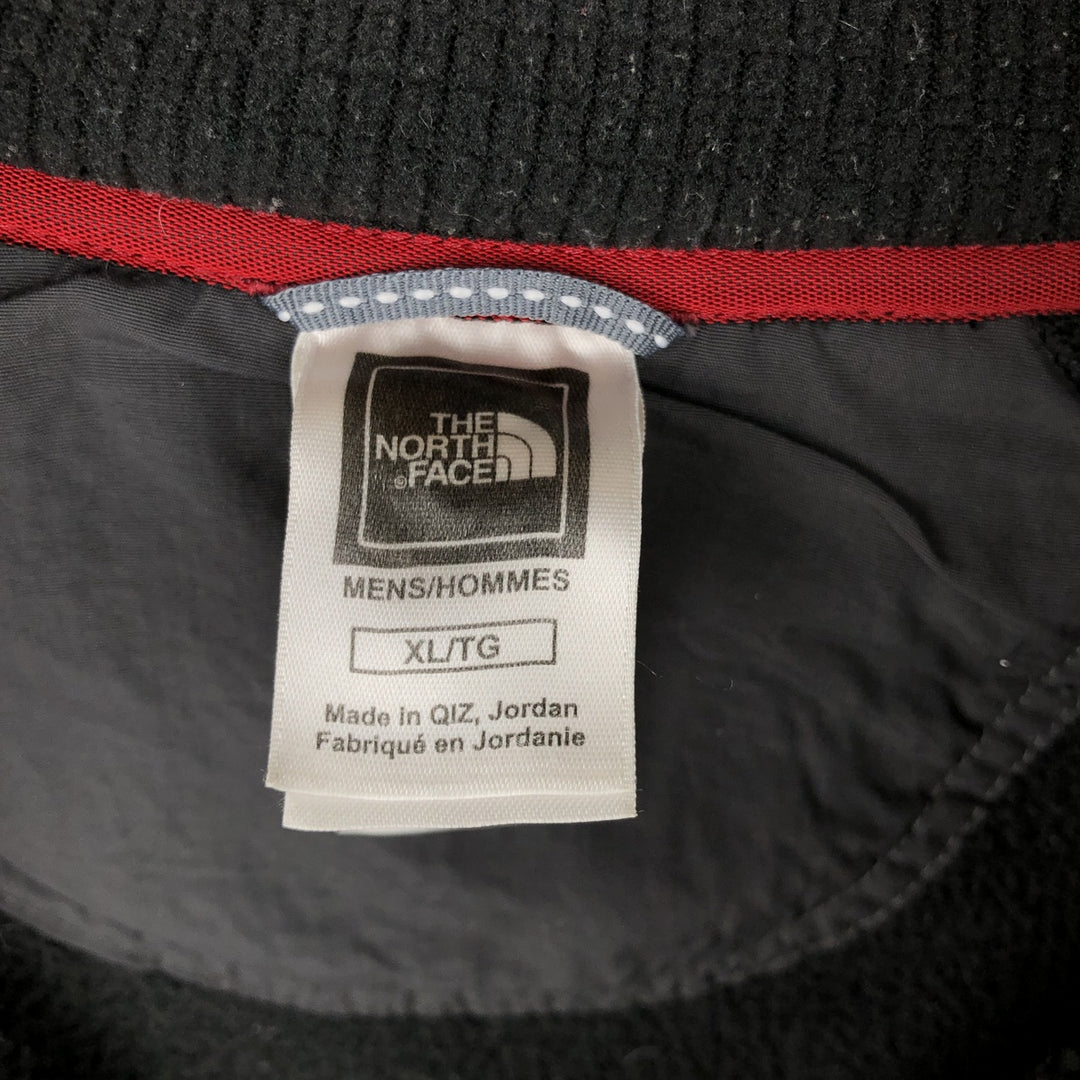 THE
NORTH
©FACE
MENS/HOMMES
XL/TG
Made in QIZ, Jordan
Fabriqué en Jordanie